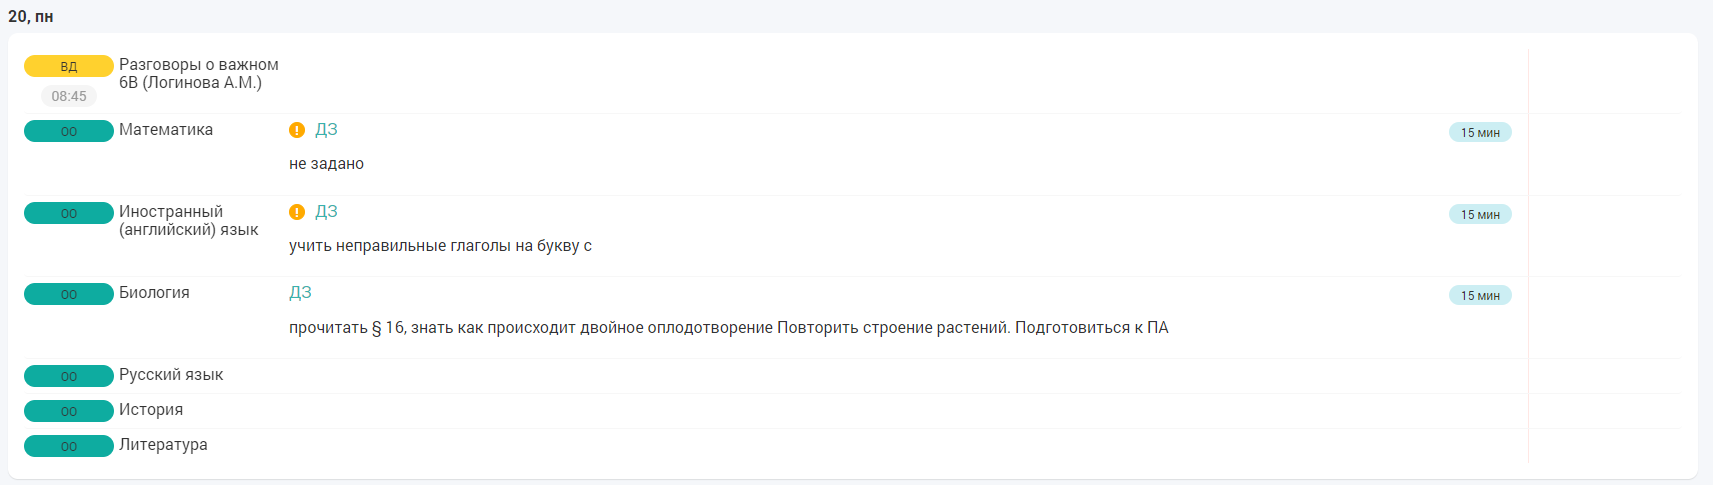 20, пн
ВД
Разговоры о важном
6В (Логинова А.М.)
08:45
ОО
Математика
ДЗ
15 мин
не задано
ОО
Иностранный
(английский) язык
ДЗ
15 мин
учить неправильные глаголы на букву с
ОО
Биология
ДЗ
15 мин
прочитать § 16, знать как происходит двойное оплодотворение Повторить строение растений. Подготовиться к ПА
ОО
Русский язык
ОО
История
ОО
Литература